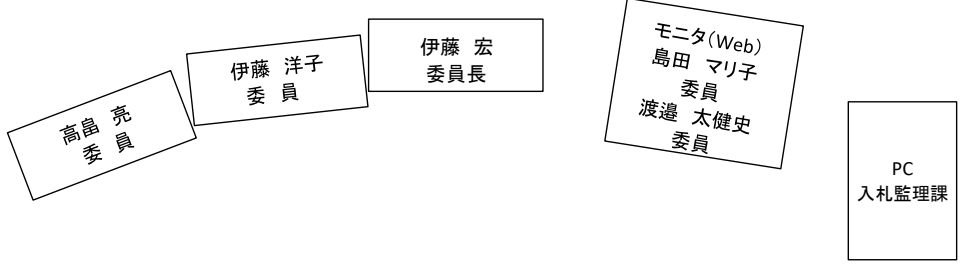 高畠　亮
委　員
伊藤　洋子
委　員
伊藤　宏
委員長
モニタ（Web）
島田　マリ子
委員
渡邉　太健史
委員
PC
入札監理課